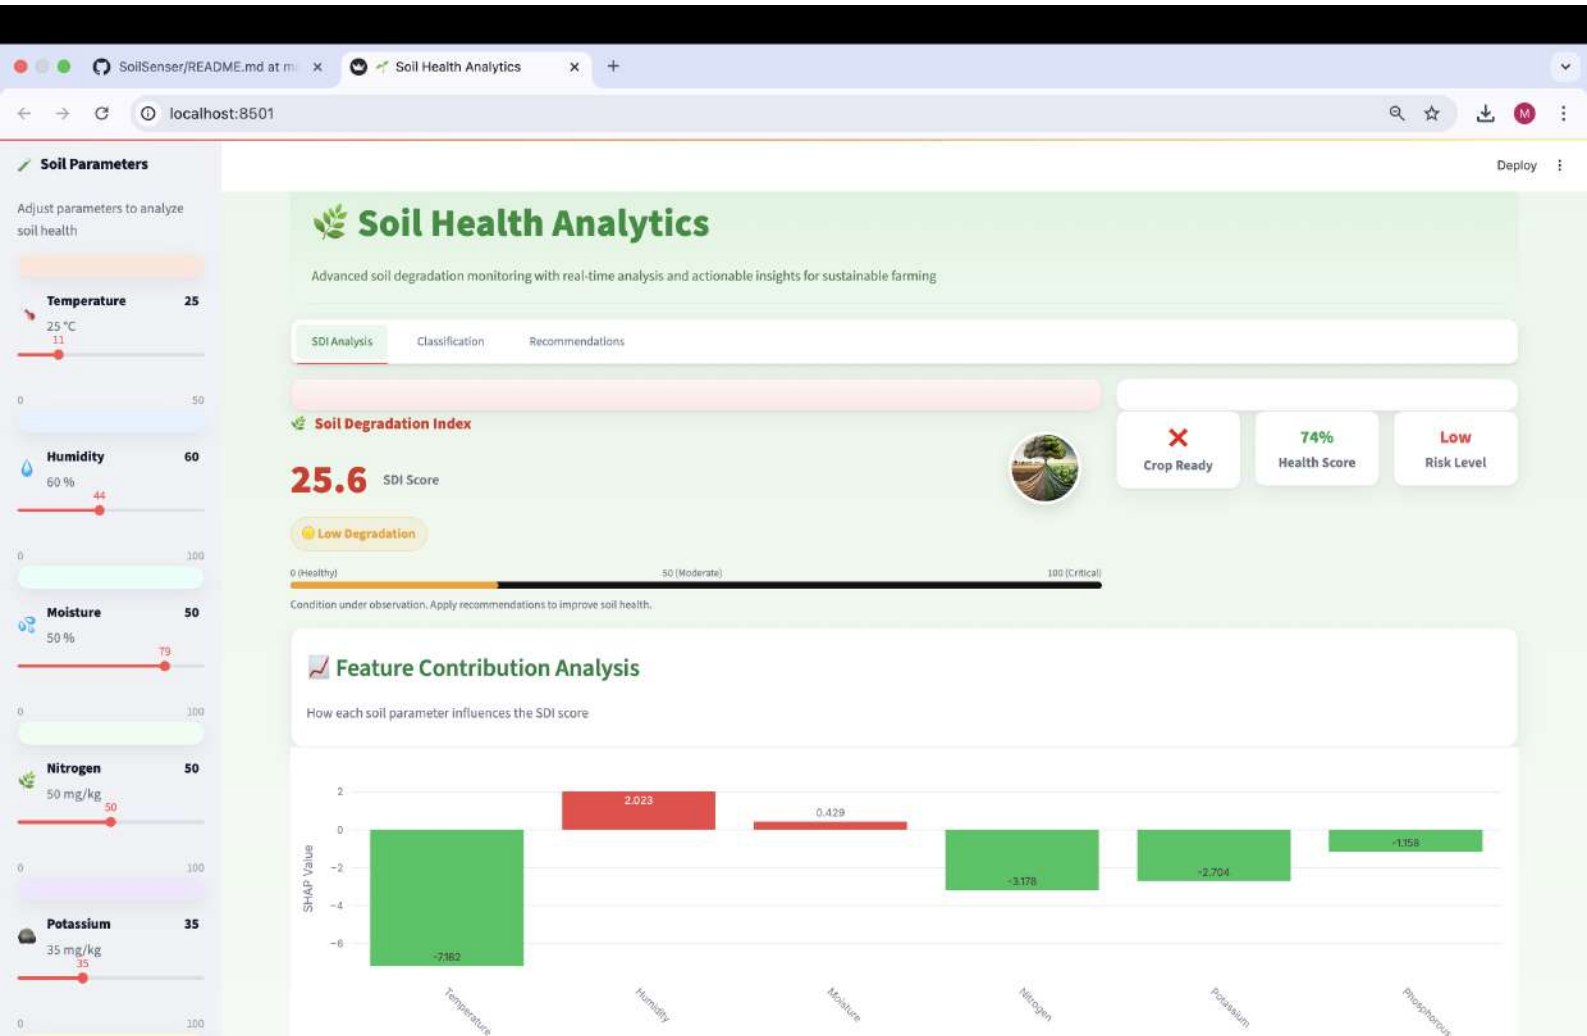 SoilSenser/README.md at m
Soil Health Analytics
localhost:8501
M
Deploy
Soil Parameters
Adjust parameters to analyze
soil health
Temperature 25
25 °C
11
0 50
Humidity 60
60 %
44
0 100
Moisture 50
50 %
79
0 100
Nitrogen 50
50 mg/kg
50
0 100
Potassium 35
35 mg/kg
35
0 100
Soil Health Analytics
Advanced soil degradation monitoring with real-time analysis and actionable insights for sustainable farming
SDI Analysis Classification Recommendations
Soil Degradation Index
25.6 SDI Score
Low Degradation
0 (Healthy) 50 (Moderate) 100 (Critical)
Condition under observation. Apply recommendations to improve soil health.
Crop Ready
74%
Health Score
Low
Risk Level
Feature Contribution Analysis
How each soil parameter influences the SDI score
SHAP Value
2
0
−2
−4
−6
−7.162
2.023
0.429
−3.178
−2.704
−1.158
Temperature
Humidity
Moisture
Nitrogen
Potassium
Phosphorous